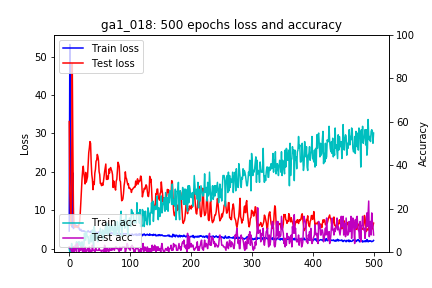 ga1_018: 500 epochs loss and accuracy
Train loss
Test loss
Train acc
Test acc
Loss
50
40
30
20
10
0
Accuracy
100
80
60
40
20
0
0
100
200
300
400
500